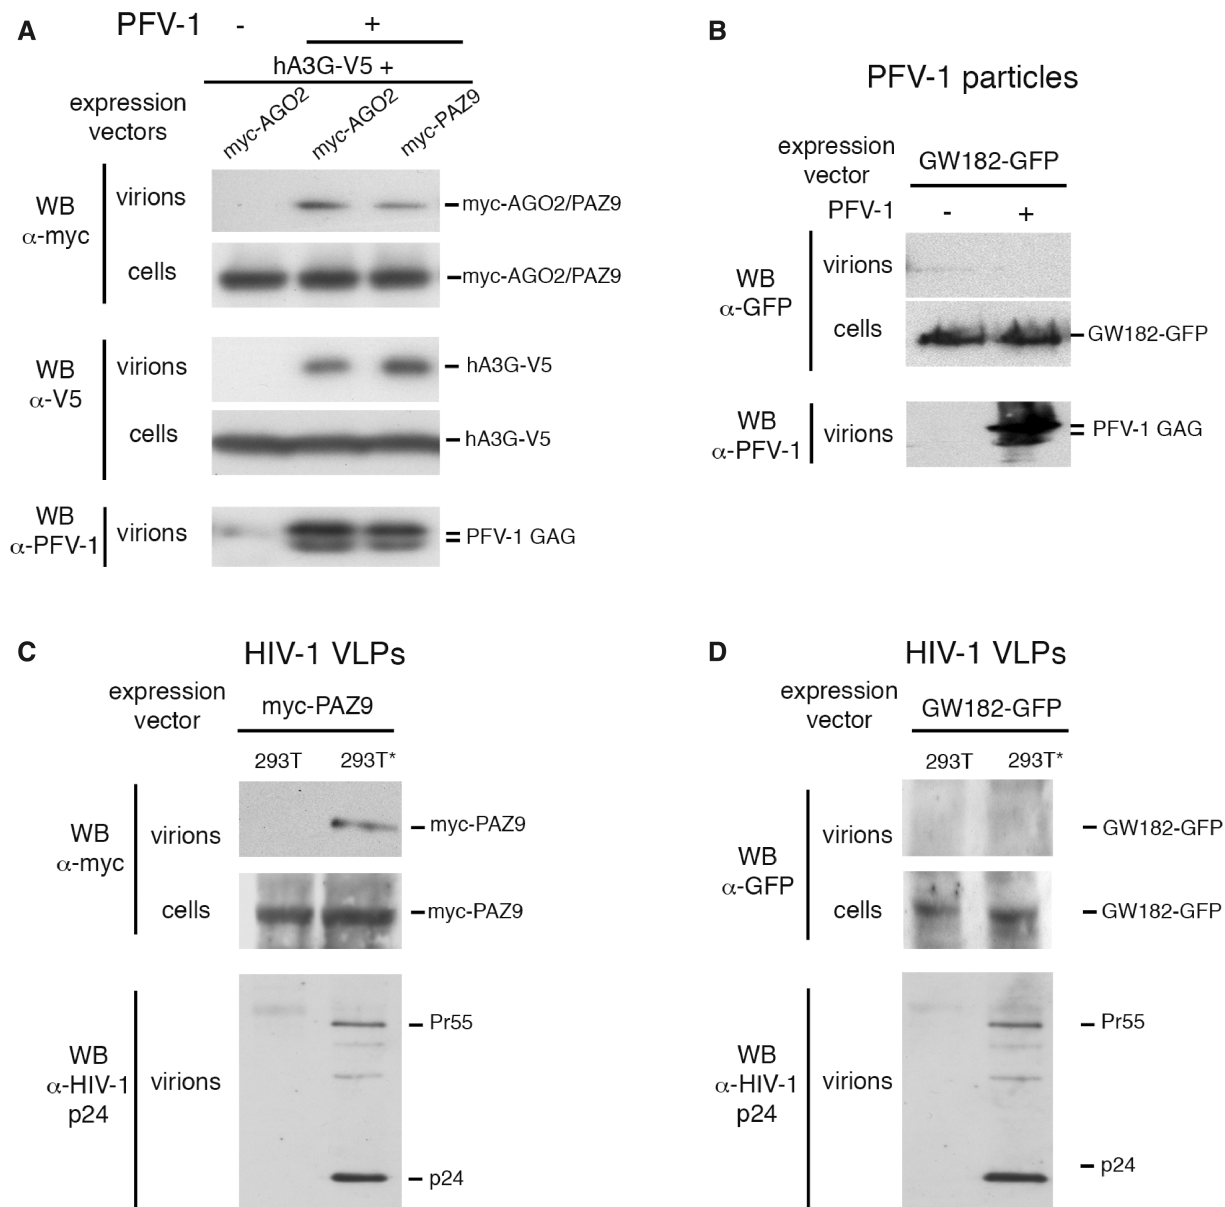 A
PFV-1 - +
hA3G-V5 +
expression
vectors
myc-AGO2 myc-AGO2 myc-PAZ9
WB
α-myc
virions
myc-AGO2/PAZ9
cells
myc-AGO2/PAZ9
WB
α-V5
virions
hA3G-V5
cells
hA3G-V5
WB
α-PFV-1
virions
PFV-1 GAG
B
PFV-1 particles
expression
vector
GW182-GFP
PFV-1 - +
WB
α-GFP
virions
cells
GW182-GFP
WB
α-PFV-1
virions
PFV-1 GAG
C
HIV-1 VLPs
expression
vector
myc-PAZ9
293T 293T*
WB
α-myc
virions
myc-PAZ9
cells
myc-PAZ9
WB
α-HIV-1
p24
virions
Pr55
p24
D
HIV-1 VLPs
expression
vector
GW182-GFP
293T 293T*
WB
α-GFP
virions
GW182-GFP
cells
GW182-GFP
WB
α-HIV-1
p24
virions
Pr55
p24